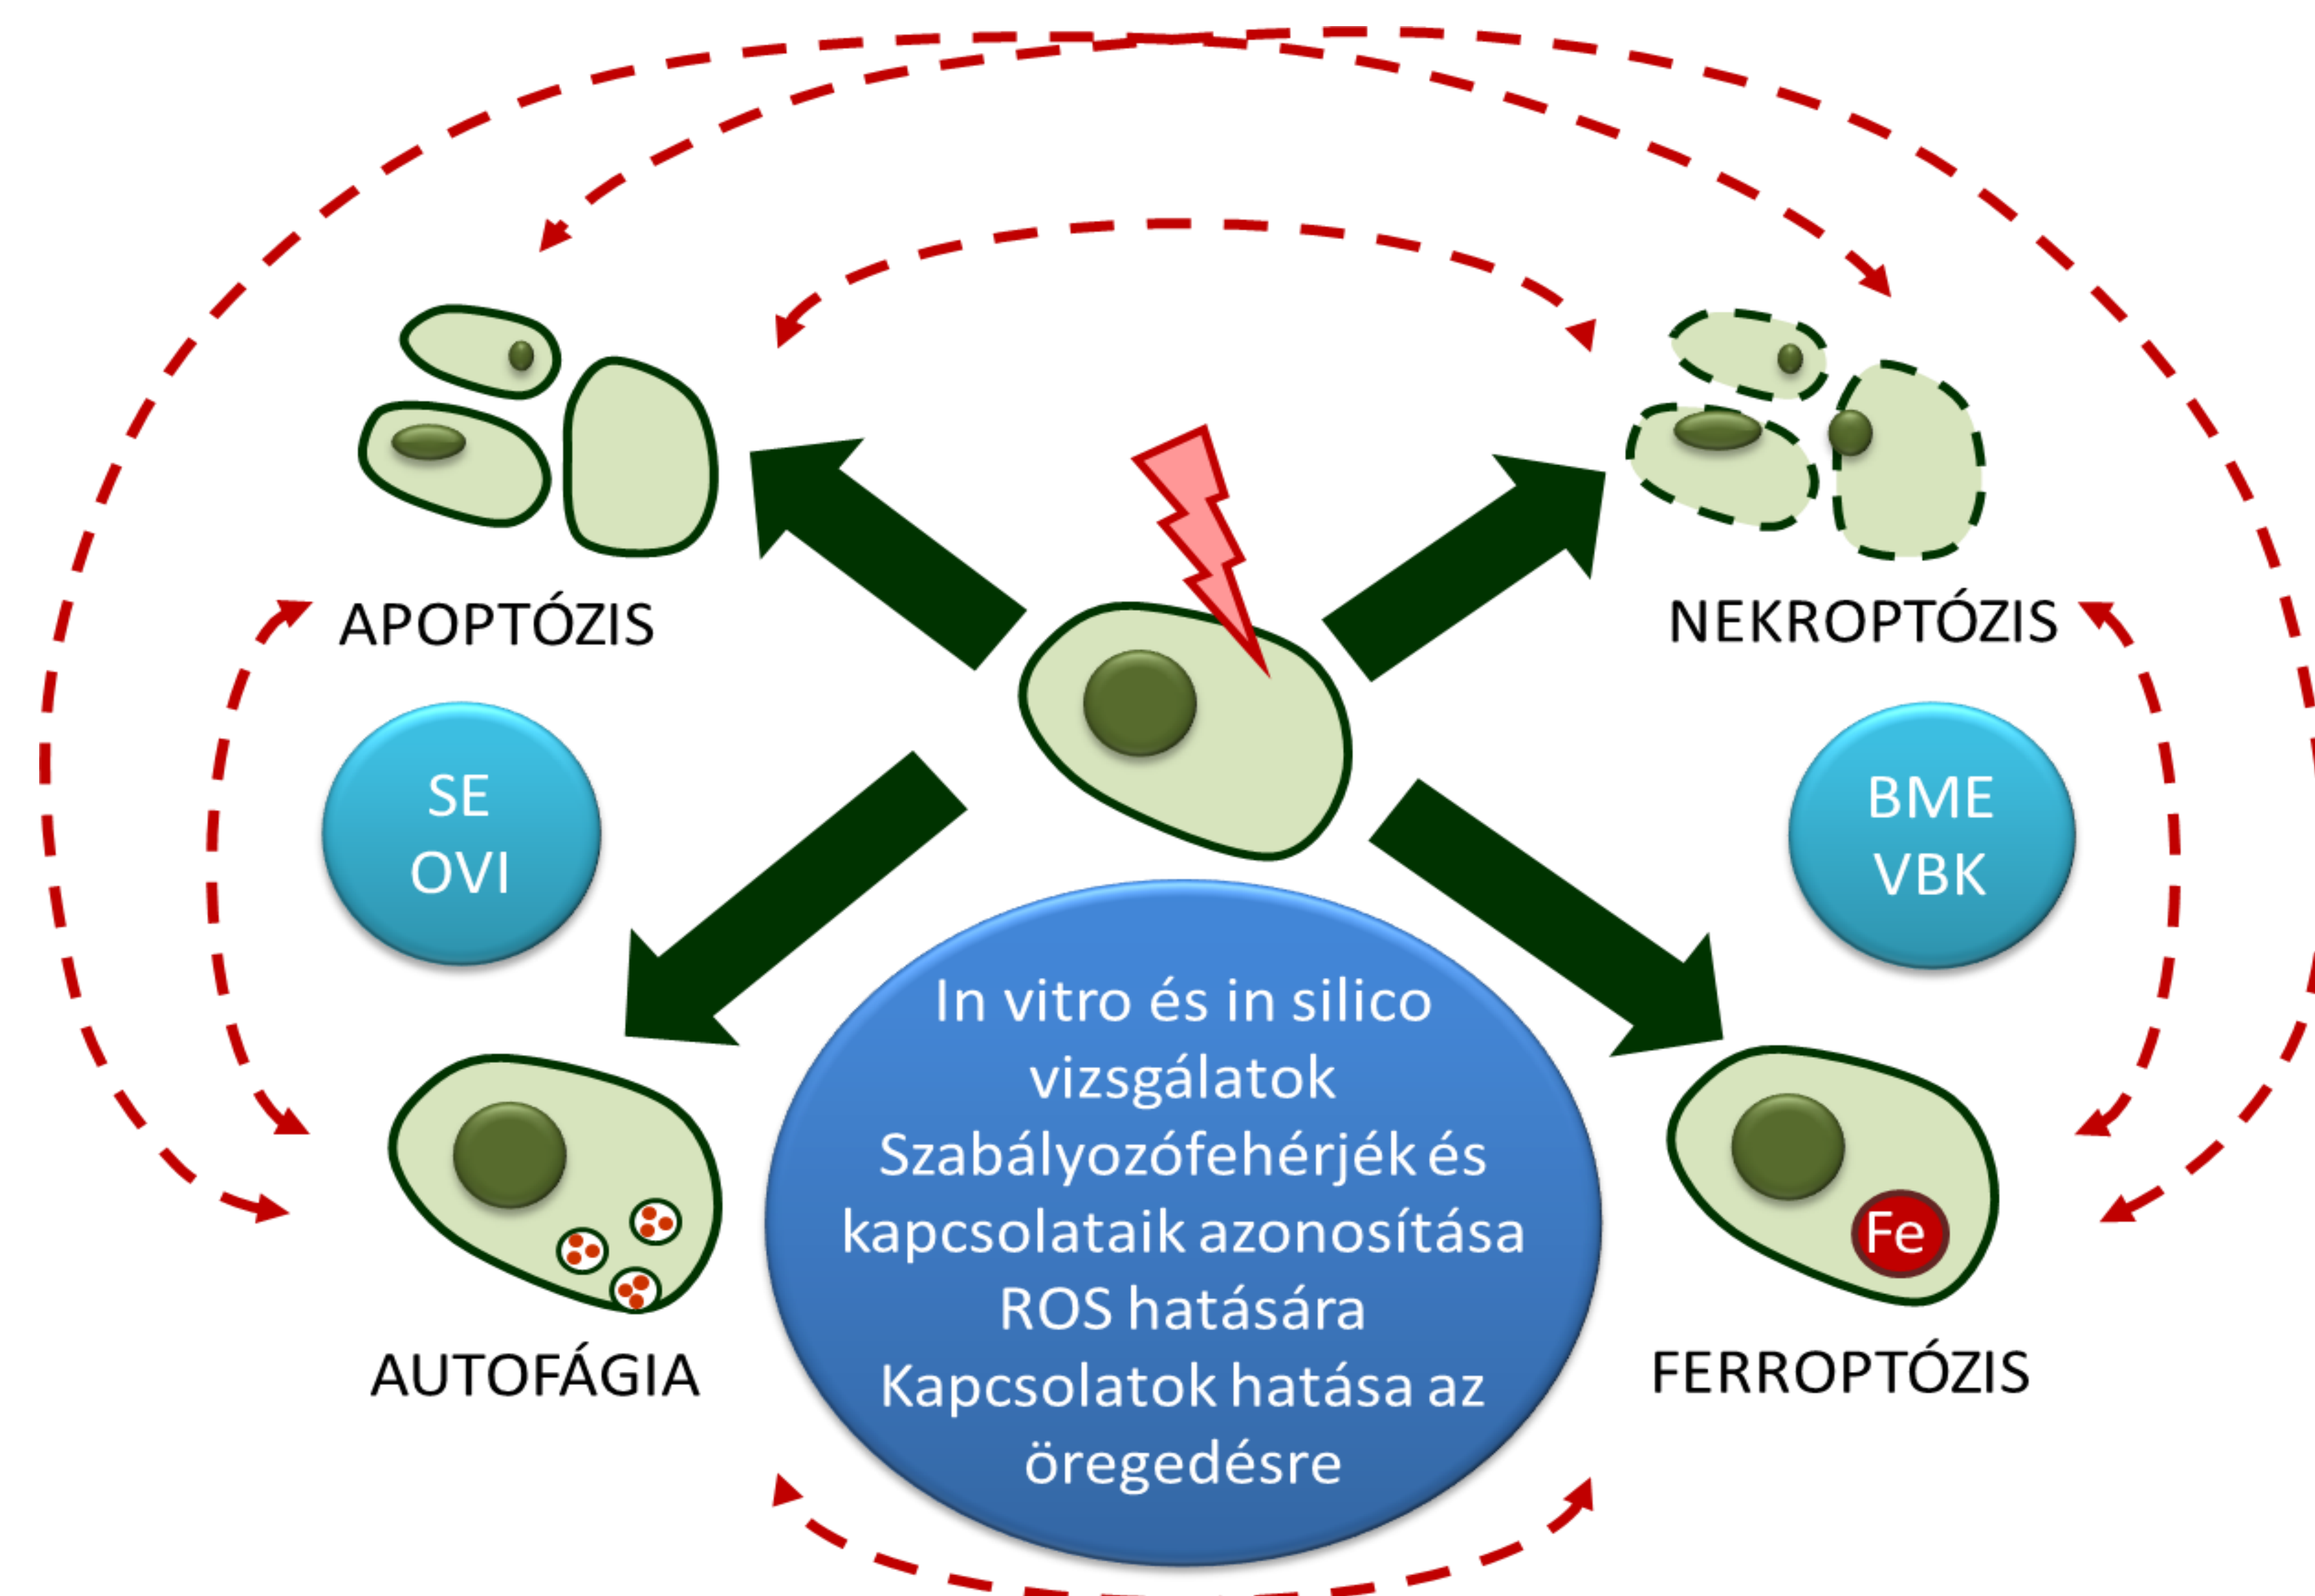 APOPTÓZIS
NEKROPTÓZIS
SE
OVI
BME
VBK
In vitro és in silico
vizsgálatok
Szabályozófehérjék és
kapcsolataik azonosítása
ROS hatására
Kapcsolatok hatása az
öregedésre
Fe
AUTOFÁGIA
FERROPTÓZIS